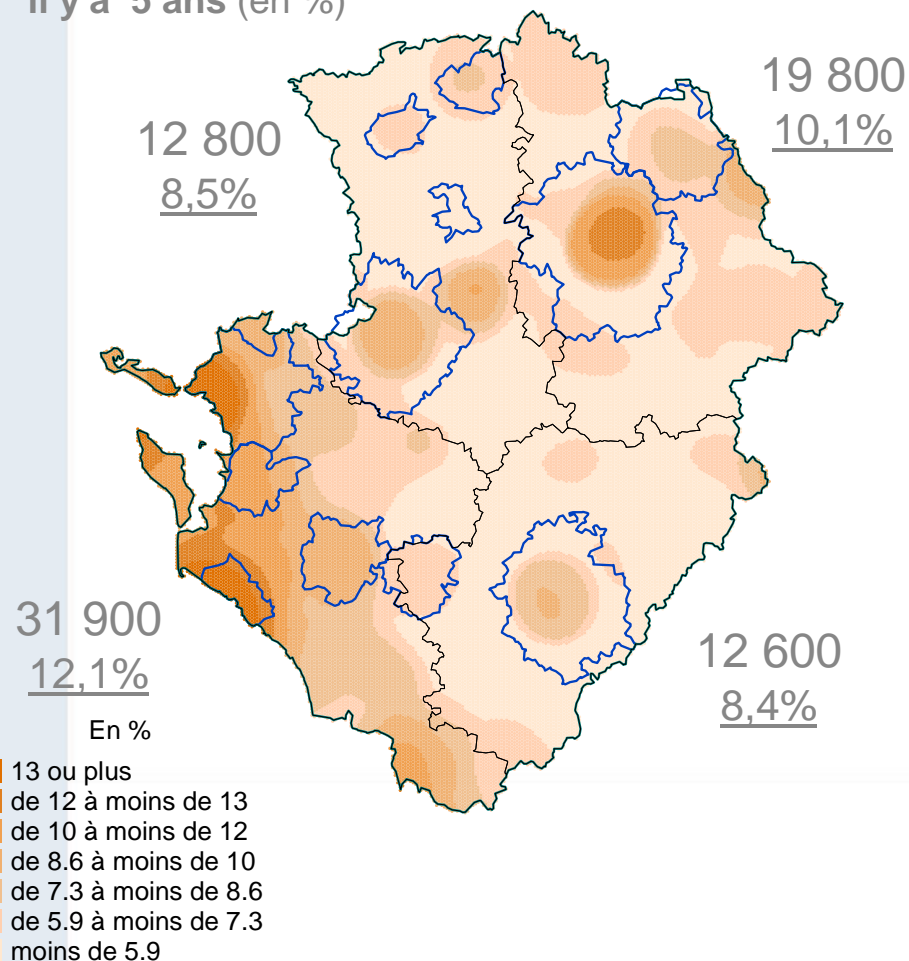 il y a 5 ans (en %)
19 800
10,1%
12 800
8,5%
31 900
12,1%
12 600
8,4%
En %
13 ou plus
de 12 à moins de 13
de 10 à moins de 12
de 8.6 à moins de 10
de 7.3 à moins de 8.6
de 5.9 à moins de 7.3
moins de 5.9